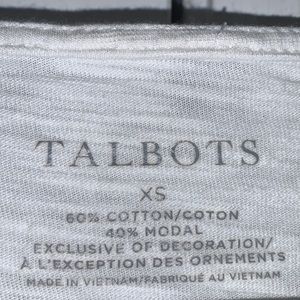 TALBOTS
XS
60% COTTON/COTON
40% MODAL
EXCLUSIVE OF DECORATION/
À L'EXCEPTION DES ORNEMENTS
MADE IN VIETNAM/FABRIQUÉ AU VIETNAM